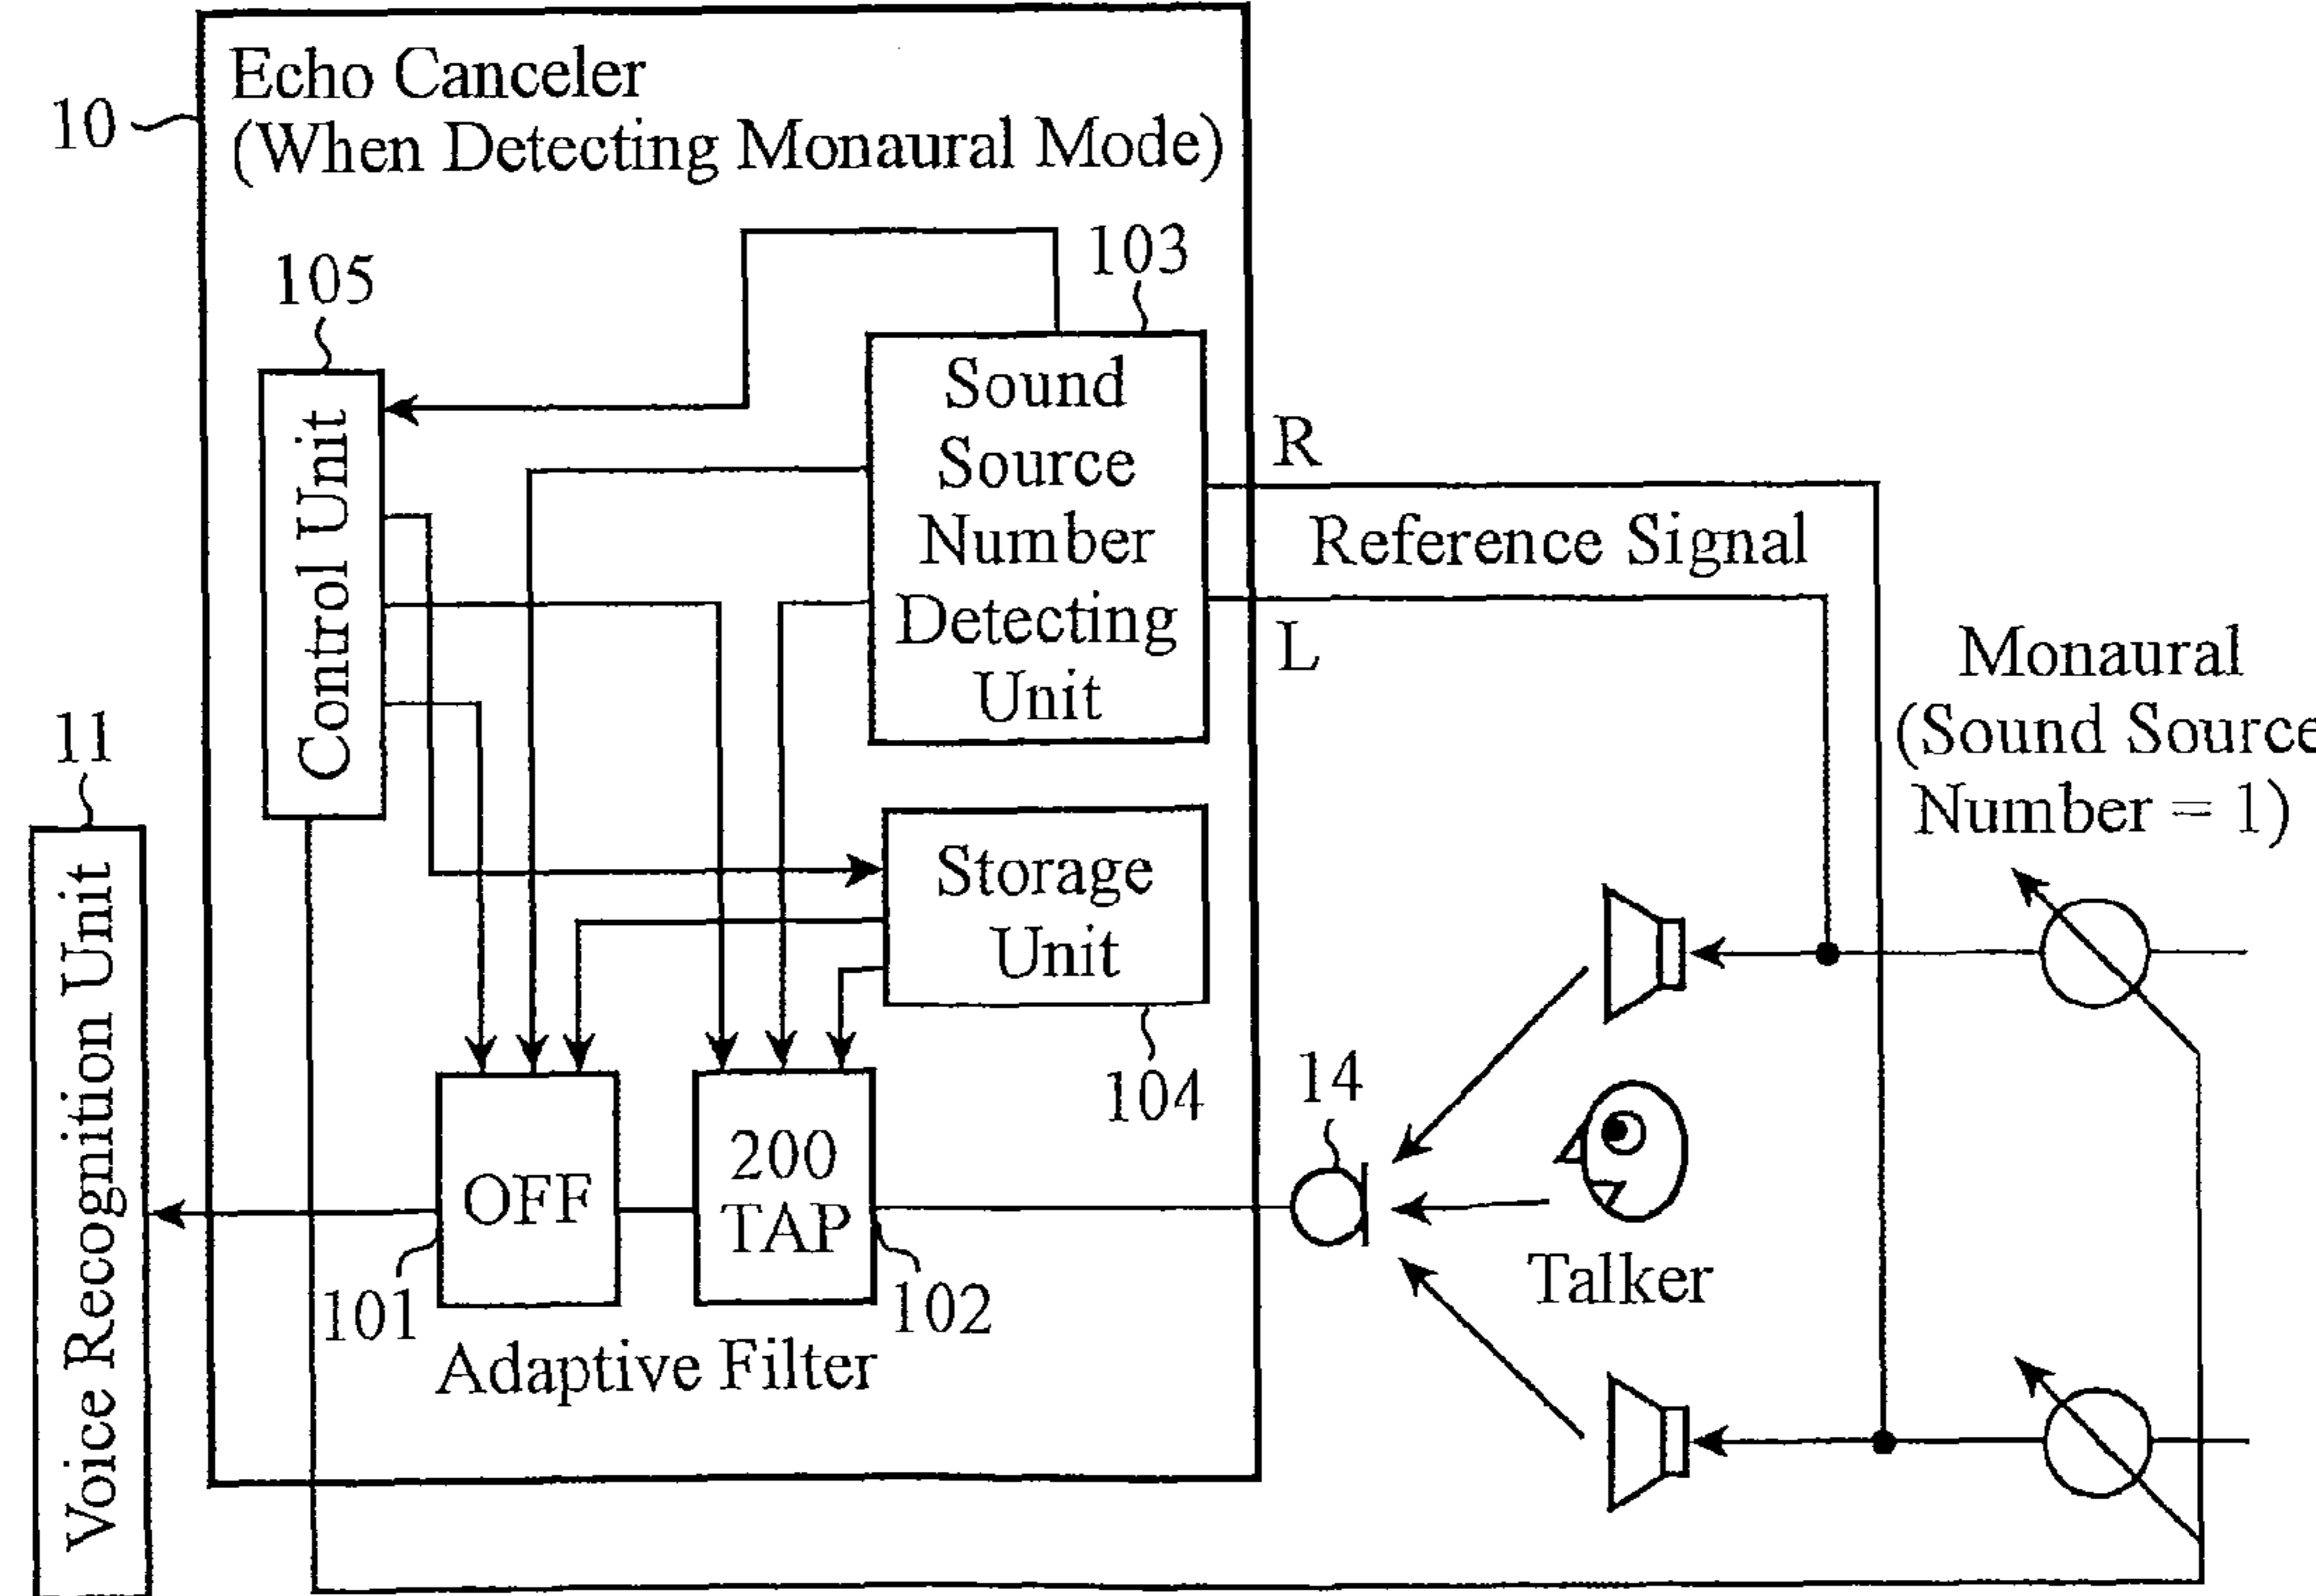 Echo Canceler
(When Detecting Monaural Mode)
10
103
105
Sound
Source
Number
Detecting
Unit
Control Unit
R
Reference Signal
L
Monaural
(Sound Source
Number = 1)
11
Voice Recognition Unit
Storage
Unit
104
14
OFF
200
TAP
101
102
Adaptive Filter
Talker